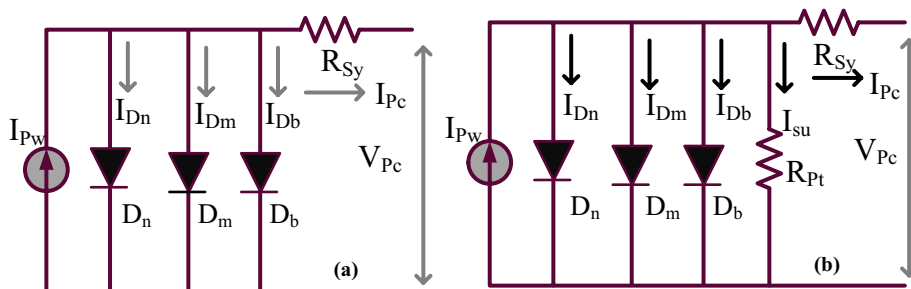 R_Sy
I_Dn I_Dm I_Db I_Pc
I_Pw
V_Pc
D_n D_m D_b
(a)
R_Sy
I_Dn I_Dm I_Db I_su I_Pc
I_Pw
R_Pt
V_Pc
D_n D_m D_b
(b)